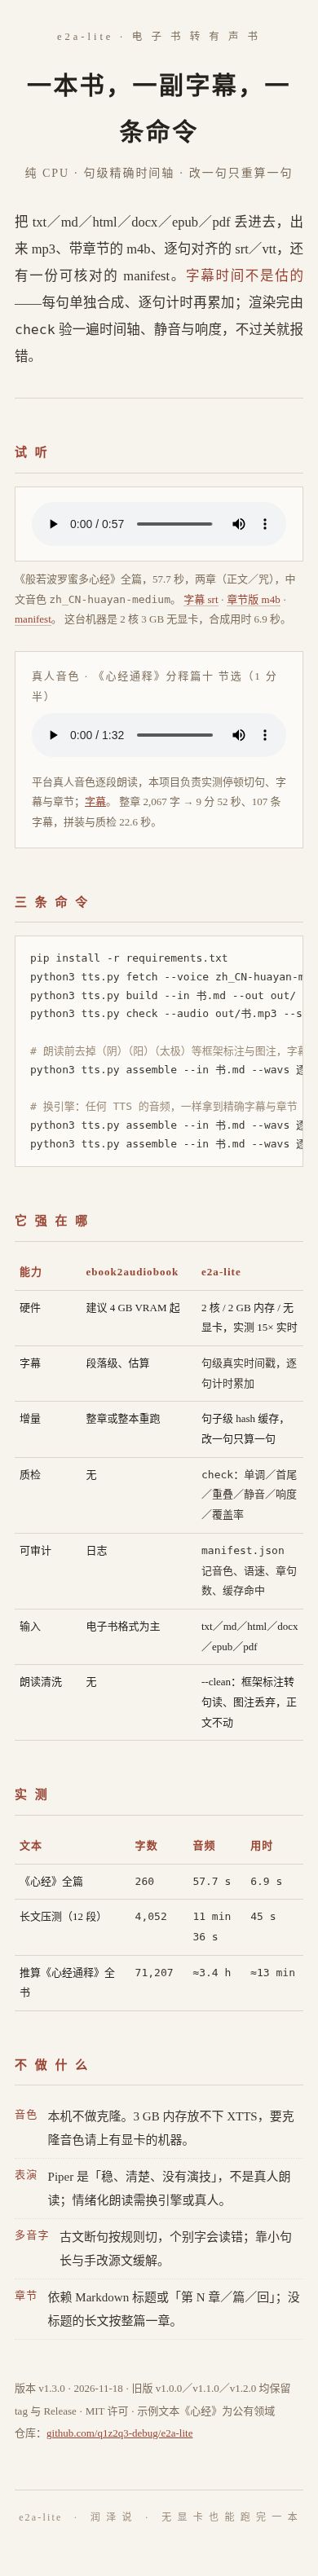 e2a-lite · 电子书转有声书
一本书，一副字幕，一
条命令
纯 CPU · 句级精确时间轴 · 改一句只重算一句
把 txt／md／html／docx／epub／pdf 丢进去，出
来 mp3、带章节的 m4b、逐句对齐的 srt／vtt，还
有一份可核对的 manifest。字幕时间不是估的
——每句单独合成、逐句计时再累加；渲染完由
check 验一遍时间轴、静音与响度，不过关就报
错。
试听
0:00 / 0:57
《般若波罗蜜多心经》全篇，57.7 秒，两章（正文／咒），中
文音色 zh_CN-huayan-medium。 字幕 srt · 章节版 m4b ·
manifest。 这台机器是 2 核 3 GB 无显卡，合成用时 6.9 秒。
真人音色 · 《心经通释》分释篇十 节选（1 分
半）
0:00 / 1:32
平台真人音色逐段朗读，本项目负责实测停顿切句、字
幕与章节；字幕。 整章 2,067 字 → 9 分 52 秒、107 条
字幕，拼装与质检 22.6 秒。
三条命令
pip install -r requirements.txt
python3 tts.py fetch --voice zh_CN-huayan-m
python3 tts.py build --in 书.md --out out/
python3 tts.py check --audio out/书.mp3 --s
# 朗读前去掉（阴）（阳）（太极）等框架标注与图注，字幕
python3 tts.py assemble --in 书.md --wavs 逐
# 换引擎：任何 TTS 的音频，一样拿到精确字幕与章节
python3 tts.py assemble --in 书.md --wavs 逐
python3 tts.py assemble --in 书.md --wavs 逐
它强在哪
能力 ebook2audiobook e2a-lite
硬件 建议 4 GB VRAM 起 2 核 / 2 GB 内存 / 无
显卡，实测 15× 实时
字幕 段落级、估算 句级真实时间戳，逐
句计时累加
增量 整章或整本重跑 句子级 hash 缓存，
改一句只算一句
质检 无 check：单调／首尾
／重叠／静音／响度
／覆盖率
可审计 日志 manifest.json
记音色、语速、章句
数、缓存命中
输入 电子书格式为主 txt／md／html／docx
／epub／pdf
朗读清洗 无 --clean：框架标注转
句读、图注丢弃，正
文不动
实测
文本 字数 音频 用时
《心经》全篇 260 57.7 s 6.9 s
长文压测（12 段） 4,052 11 min 45 s
36 s
推算《心经通释》全 71,207 ≈3.4 h ≈13 min
书
不做什么
音色 本机不做克隆。3 GB 内存放不下 XTTS，要克
隆音色请上有显卡的机器。
表演 Piper 是「稳、清楚、没有演技」，不是真人朗
读；情绪化朗读需换引擎或真人。
多音字 古文断句按规则切，个别字会读错；靠小句
长与手改源文缓解。
章节 依赖 Markdown 标题或「第 N 章／篇／回」；没
标题的长文按整篇一章。
版本 v1.3.0 · 2026-11-18 · 旧版 v1.0.0／v1.1.0／v1.2.0 均保留
tag 与 Release · MIT 许可 · 示例文本《心经》为公有领域
仓库：github.com/q1z2q3-debug/e2a-lite
e2a-lite · 润泽说 · 无显卡也能跑完一本